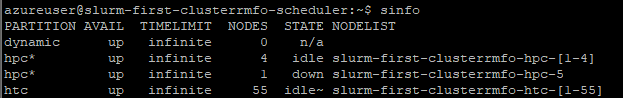 azureuser@slurm-first-clusterrmfo-scheduler:~$ sinfo
PARTITION AVAIL  TIMELIMIT  NODES  STATE NODELIST
dynamic      up   infinite      0    n/a
hpc*         up   infinite      4   idle slurm-first-clusterrmfo-hpc-[1-4]
hpc*         up   infinite      1   down slurm-first-clusterrmfo-hpc-5
htc          up   infinite     55  idle~ slurm-first-clusterrmfo-htc-[1-55]